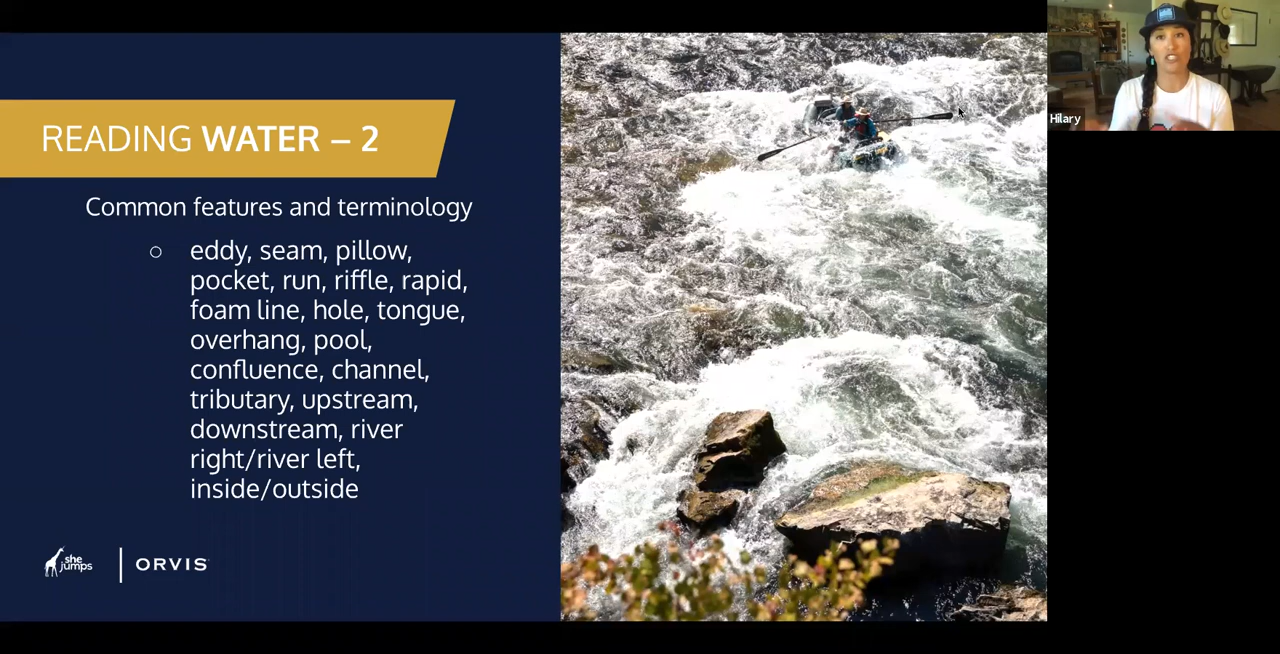 READING WATER – 2
Common features and terminology
○ eddy, seam, pillow,
pocket, run, riffle, rapid,
foam line, hole, tongue,
overhang, pool,
confluence, channel,
tributary, upstream,
downstream, river
right/river left,
inside/outside
she
jumps
ORVIS
Hilary